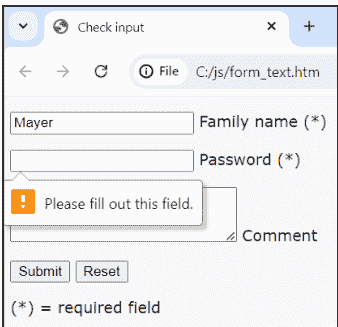 Check input
File C:/js/form_text.htm
Mayer Family name (*)
Password (*)
Please fill out this field.
Comment
Submit Reset
(*) = required field